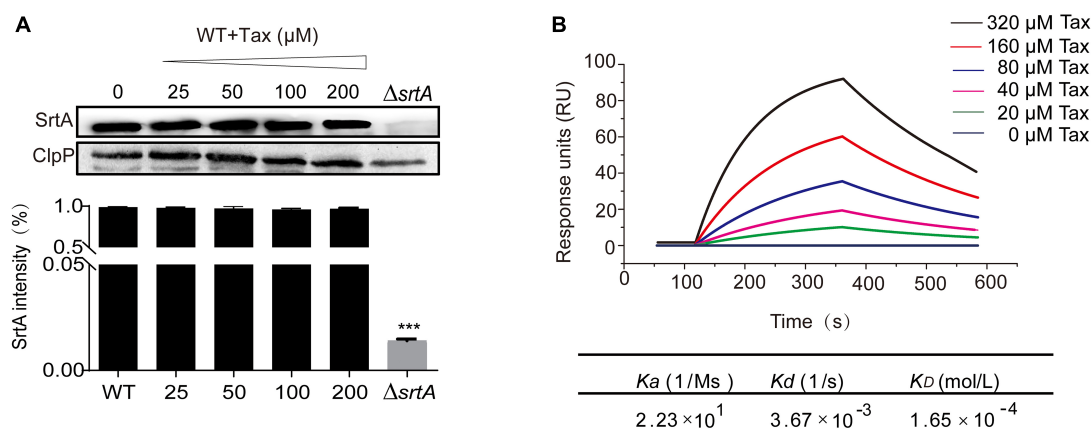 A
WT+Tax (μM)
0 25 50 100 200 ΔsrtA
SrtA
ClpP
SrtA intensity (%)
1.0
0.5
0.05
0.00
***
WT 25 50 100 200 ΔsrtA
B
320 μM Tax
160 μM Tax
80 μM Tax
40 μM Tax
20 μM Tax
0 μM Tax
Response units (RU)
100
80
60
40
20
0
0 100 200 300 400 500 600
Time (s)
Ka (1/Ms) Kd (1/s) KD (mol/L)
2.23×10¹ 3.67×10⁻³ 1.65×10⁻⁴